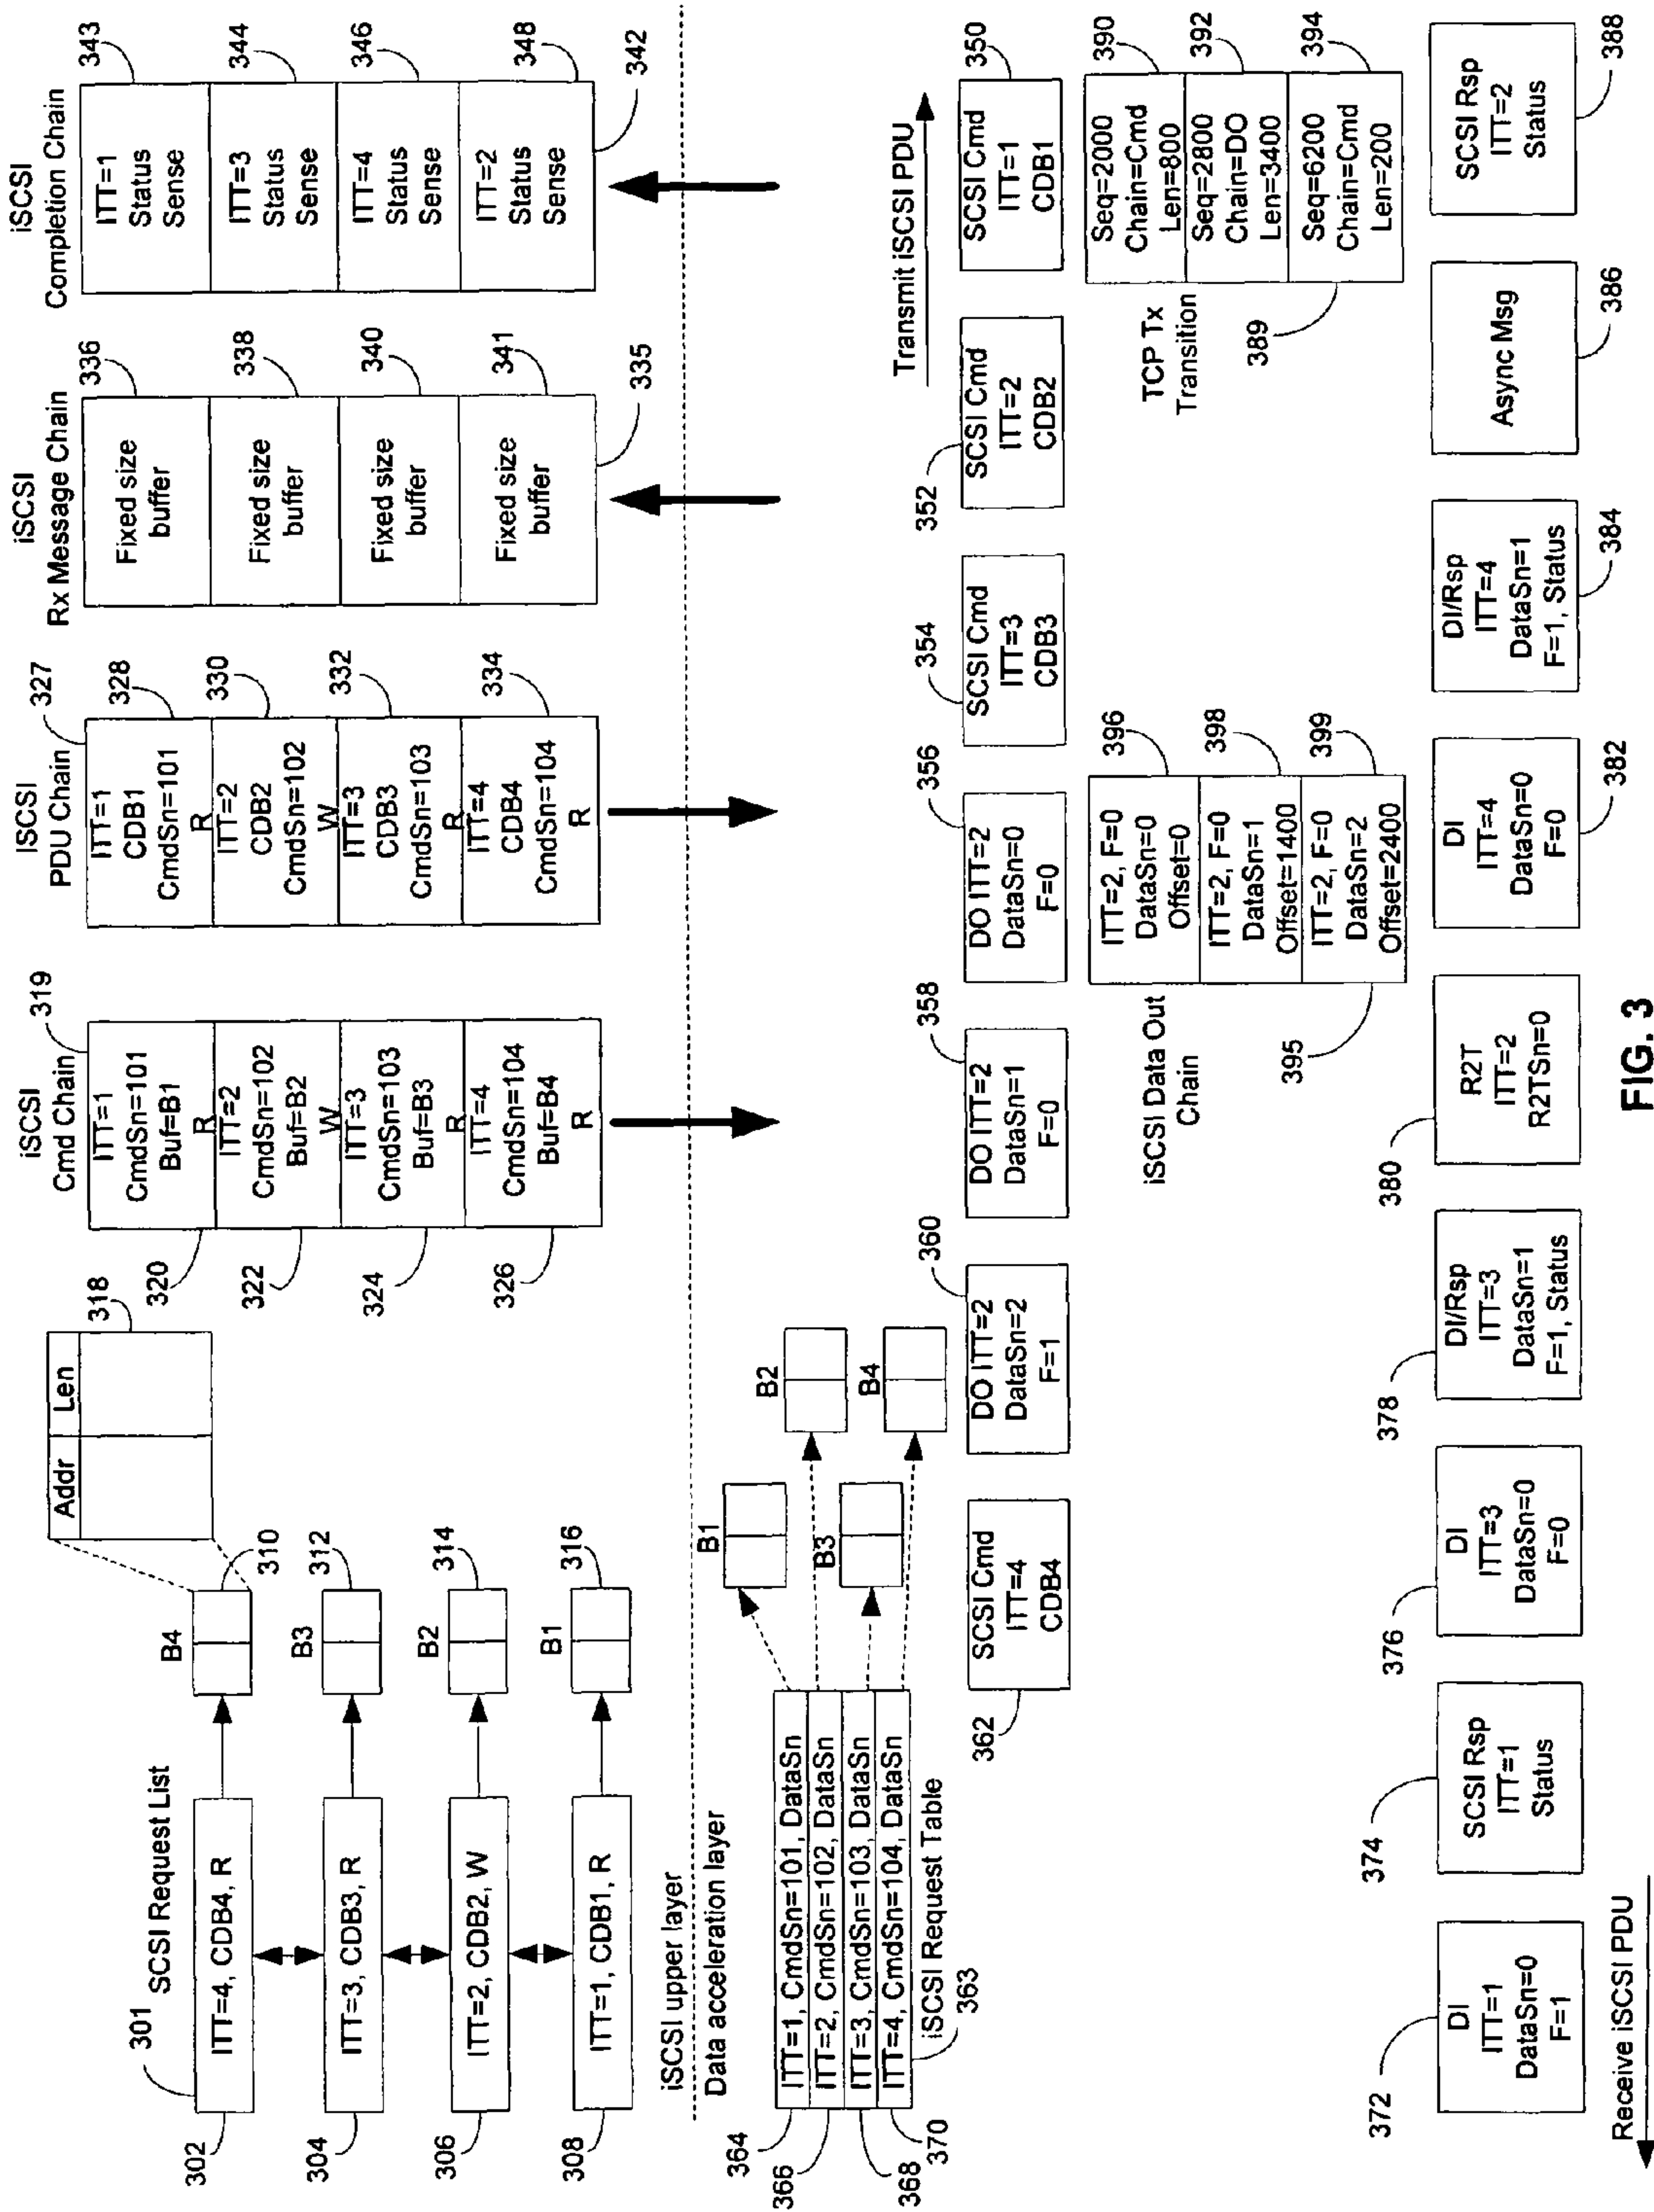 301
SCSI Request List
302
ITT=4, CDB4, R
304
ITT=3, CDB3, R
306
ITT=2, CDB2, W
308
ITT=1, CDB1, R
B4
310
B3
312
B2
314
B1
316
Addr
Len
318
iSCSI
Cmd Chain
319
ITT=1
CmdSn=101
Buf=B1
R
320
ITT=2
CmdSn=102
Buf=B2
W
322
ITT=3
CmdSn=103
Buf=B3
R
324
ITT=4
CmdSn=104
Buf=B4
R
326
ISCSI
PDU Chain
327
ITT=1
CDB1
CmdSn=101
R
328
ITT=2
CDB2
CmdSn=102
W
330
ITT=3
CDB3
CmdSn=103
R
332
ITT=4
CDB4
CmdSn=104
R
334
iSCSI
Rx Message Chain
Fixed size
buffer
336
Fixed size
buffer
338
Fixed size
buffer
340
Fixed size
buffer
341
335
iSCSI
Completion Chain
ITT=1
Status
Sense
343
ITT=3
Status
Sense
344
ITT=4
Status
Sense
346
ITT=2
Status
Sense
348
342
iSCSI upper layer
Data acceleration layer
364
ITT=1, CmdSn=101, DataSn
366
ITT=2, CmdSn=102, DataSn
368
ITT=3, CmdSn=103, DataSn
370
ITT=4, CmdSn=104, DataSn
iSCSI Request Table
363
B1
B2
B3
B4
Transmit iSCSI PDU
362
SCSI Cmd
ITT=4
CDB4
360
DO ITT=2
DataSn=2
F=1
358
DO ITT=2
DataSn=1
F=0
356
DO ITT=2
DataSn=0
F=0
354
SCSI Cmd
ITT=3
CDB3
352
SCSI Cmd
ITT=2
CDB2
350
SCSI Cmd
ITT=1
CDB1
iSCSI Data Out
Chain
395
ITT=2, F=0
DataSn=0
Offset=0
396
ITT=2, F=0
DataSn=1
Offset=1400
398
ITT=2, F=0
DataSn=2
Offset=2400
399
TCP Tx
Transition
389
Seq=2000
Chain=Cmd
Len=800
390
Seq=2800
Chain=DO
Len=3400
392
Seq=6200
Chain=Cmd
Len=200
394
372
DI
ITT=1
DataSn=0
F=1
374
SCSI Rsp
ITT=1
Status
376
DI
ITT=3
DataSn=0
F=0
378
DI/Rsp
ITT=3
DataSn=1
F=1, Status
380
R2T
ITT=2
R2TSn=0
382
DI
ITT=4
DataSn=0
F=0
384
DI/Rsp
ITT=4
DataSn=1
F=1, Status
386
Async Msg
388
SCSI Rsp
ITT=2
Status
Receive iSCSI PDU
FIG. 3